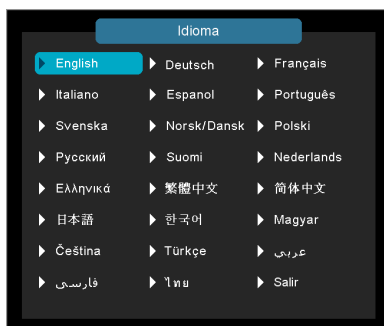 Idioma
English Deutsch Français
Italiano Espanol Português
Svenska Norsk/Dansk Polski
Русский Suomi Nederlands
Ελληνικά 繁體中文 简体中文
日本語 한국어 Magyar
Čeština Türkçe عربي
فارسی ไทย Salir